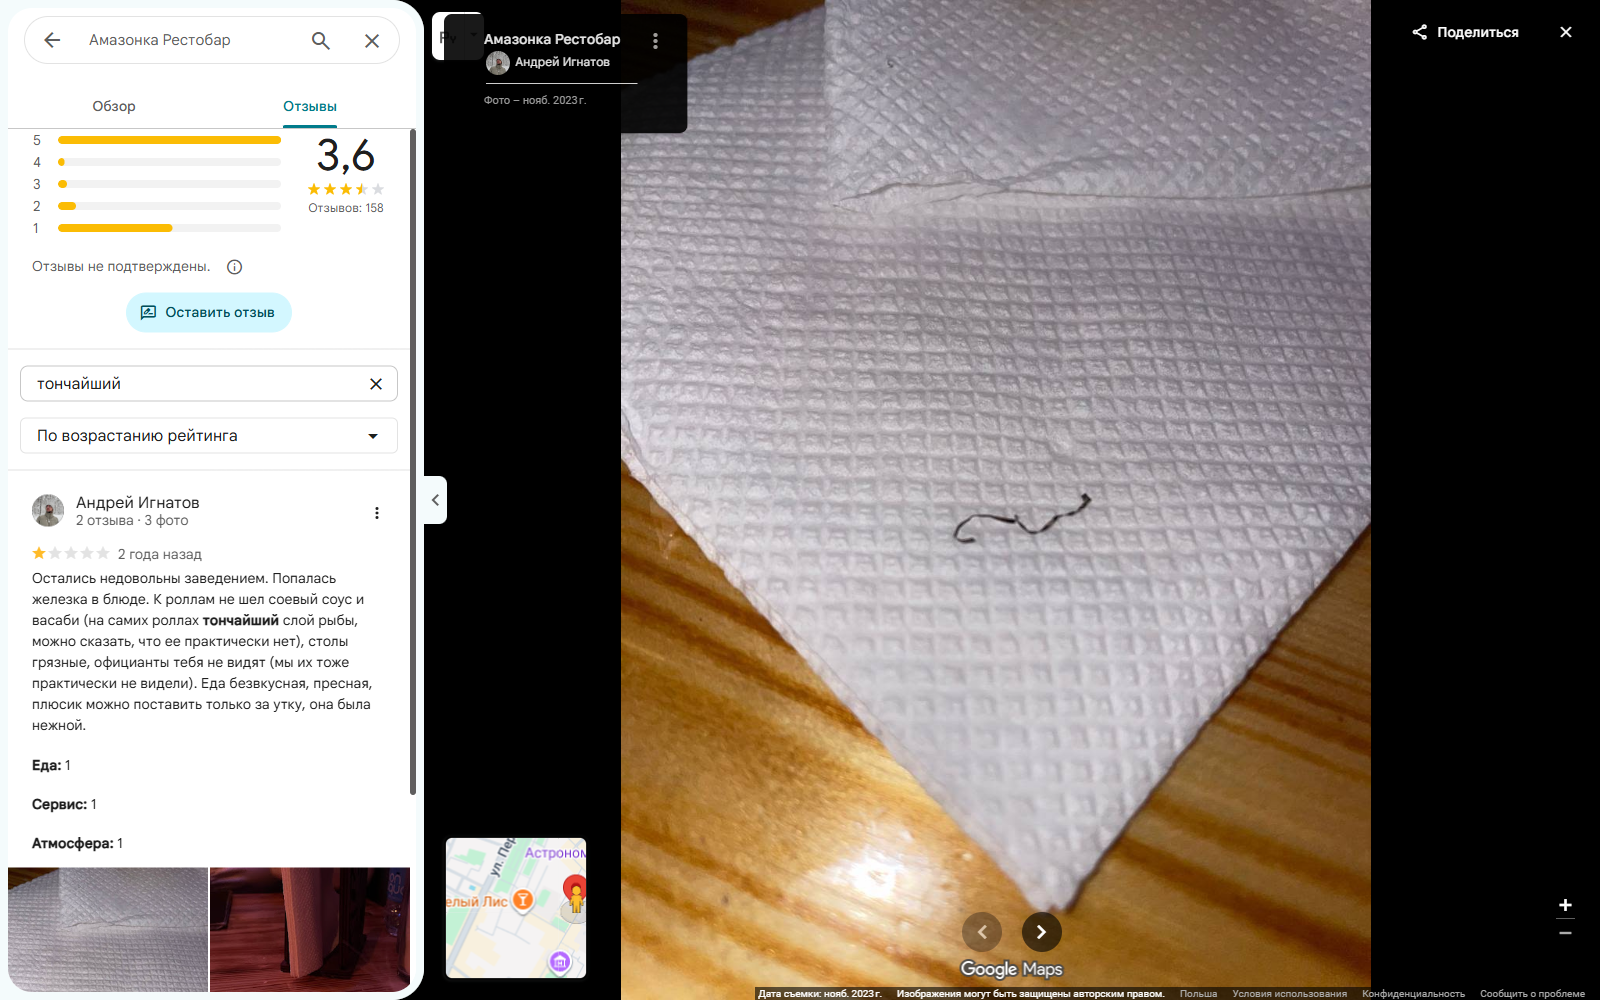 Амазонка Рестобар
Обзор
Отзывы
5
4
3
2
1
3,6
Отзывов: 158
Отзывы не подтверждены.
Оставить отзыв
тончайший
По возрастанию рейтинга
Андрей Игнатов
2 отзыва · 3 фото
2 года назад
Остались недовольны заведением. Попалась
железка в блюде. К роллам не шел соевый соус и
васаби (на самих роллах тончайший слой рыбы,
можно сказать, что ее практически нет), столы
грязные, официанты тебя не видят (мы их тоже
практически не видели). Еда безвкусная, пресная,
плюсик можно поставить только за утку, она была
нежной.
Еда: 1
Сервис: 1
Атмосфера: 1
Амазонка Рестобар
Андрей Игнатов
Фото – нояб. 2023 г.
Поделиться
ул. Пер
Астроном
елый Лис
Google Maps
Дата съемки: нояб. 2023 г.
Изображения могут быть защищены авторским правом.
Польша
Условия использования
Конфиденциальность
Сообщить о проблеме